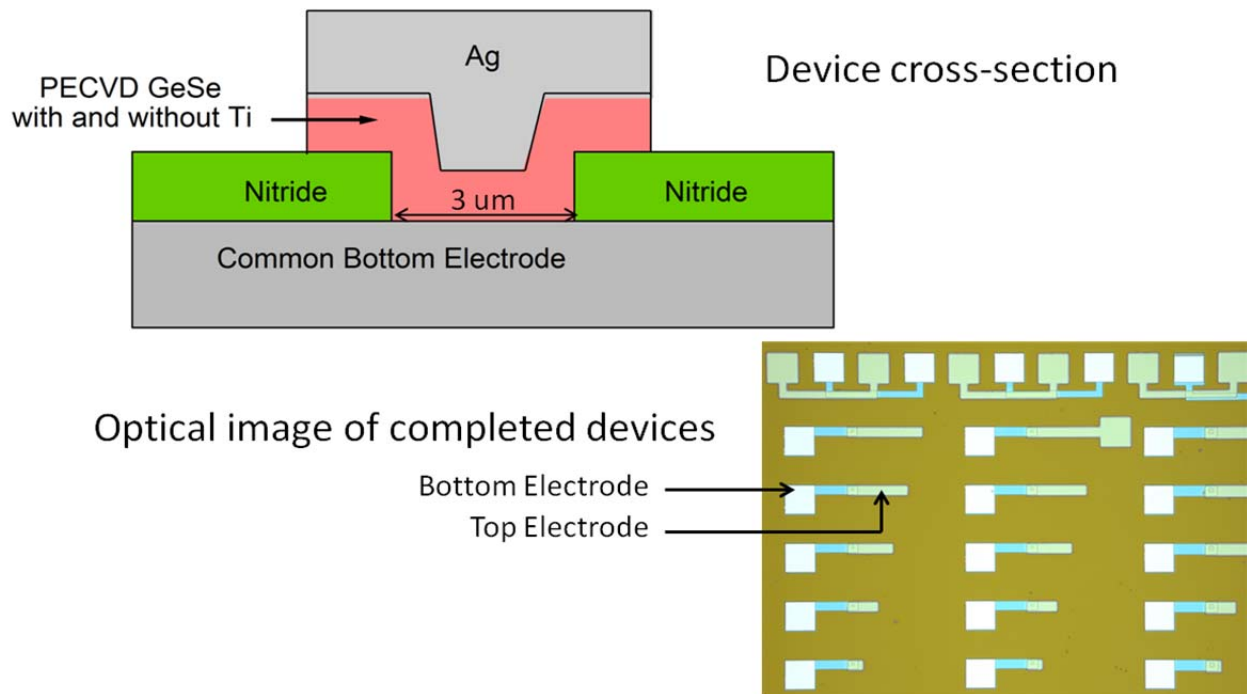 Ag
Device cross-section
PECVD GeSe
with and without Ti
Nitride
3 um
Nitride
Common Bottom Electrode
Optical image of completed devices
Bottom Electrode
Top Electrode